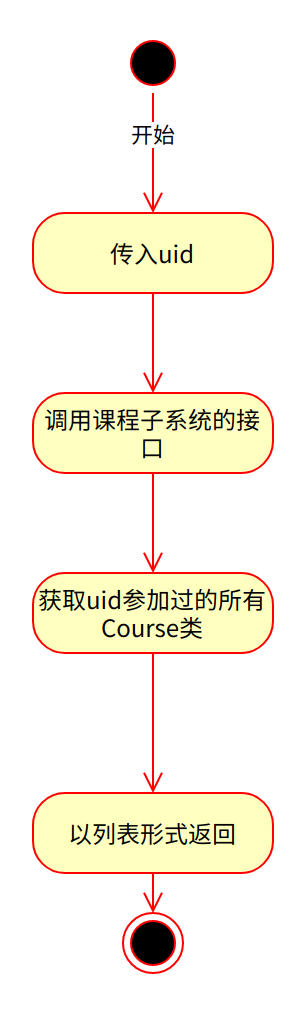 开始
传入uid
调用课程子系统的接
口
获取uid参加过的所有
Course类
以列表形式返回